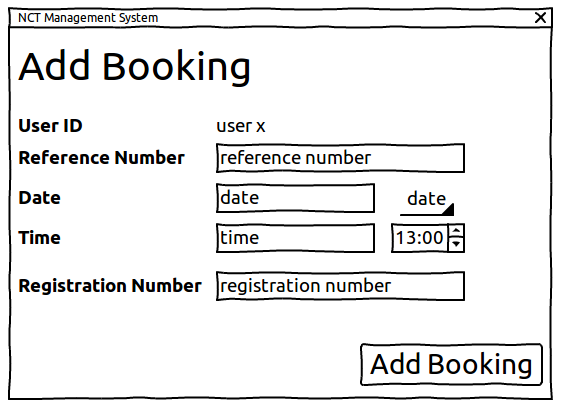 NCT Management System
Add Booking
User ID user x
Reference Number reference number
Date date date
Time time 13:00
Registration Number registration number
Add Booking